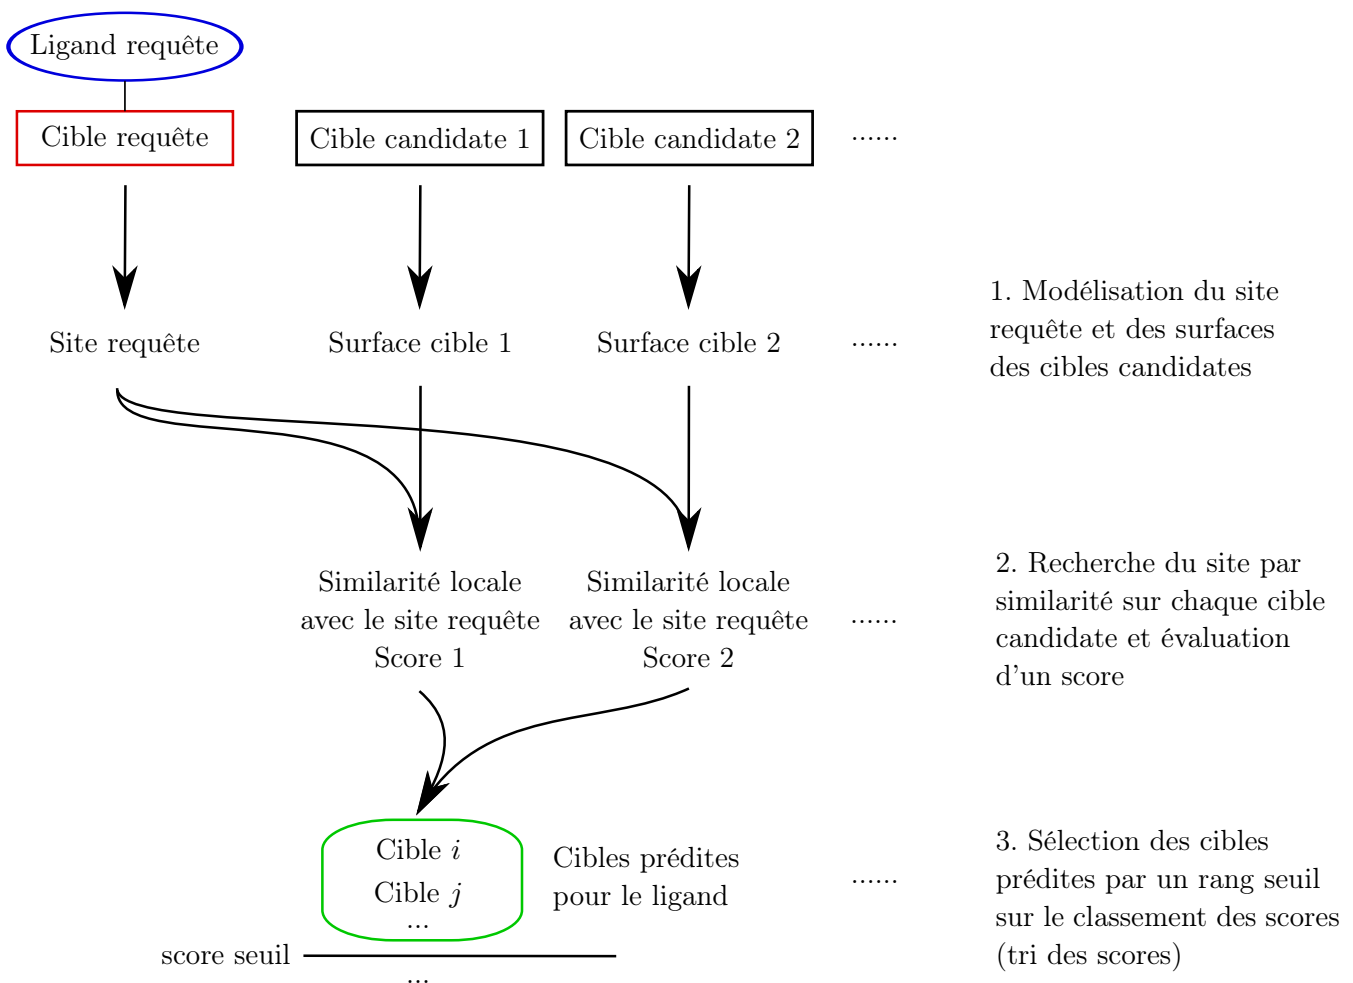 Ligand requête
Cible requête
Cible candidate 1
Cible candidate 2
......
Site requête
Surface cible 1
Surface cible 2
......
1. Modélisation du site
requête et des surfaces
des cibles candidates
Similarité locale
avec le site requête
Score 1
Similarité locale
avec le site requête
Score 2
......
2. Recherche du site par
similarité sur chaque cible
candidate et évaluation
d'un score
Cible i
Cible j
...
Cibles prédites
pour le ligand
......
3. Sélection des cibles
prédites par un rang seuil
sur le classement des scores
(tri des scores)
score seuil
...